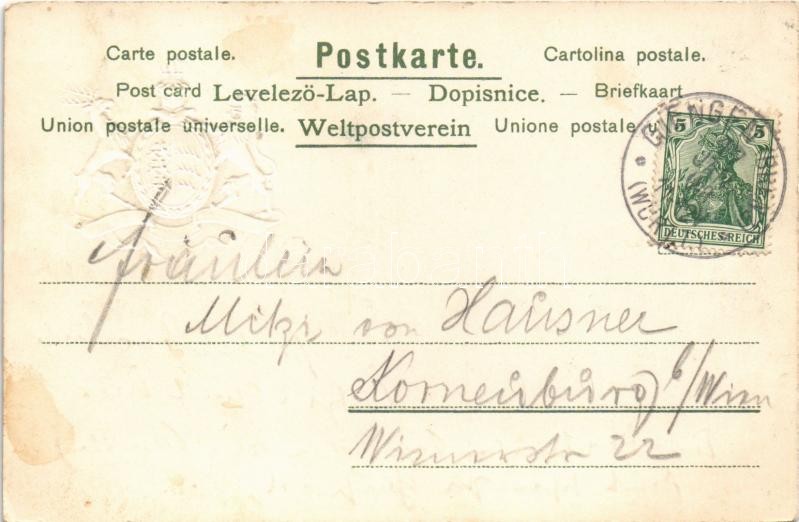 Carte postale. Postkarte. Cartolina postale.
Post card Levelezö-Lap. — Dopisnice. — Briefkaart
Union postale universelle. Weltpostverein Unione postale
5 5
DEUTSCHES REICH
Fräulein
Mitzi von Hausner
Korneuburg b/Wien
Wienerstr 22